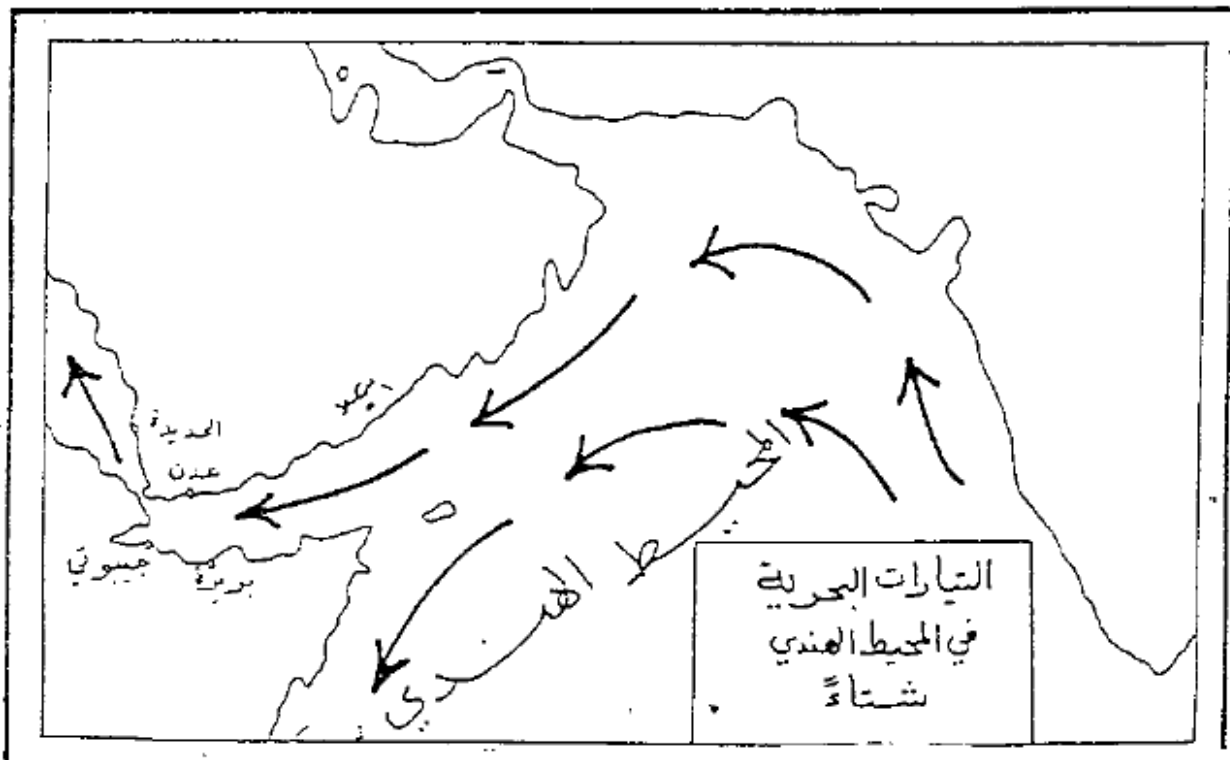 الحديدة
عدن
جيبوتي
بربرة
المحيط الهندي
التيارات البحرية
في المحيط الهندي
شتاءً